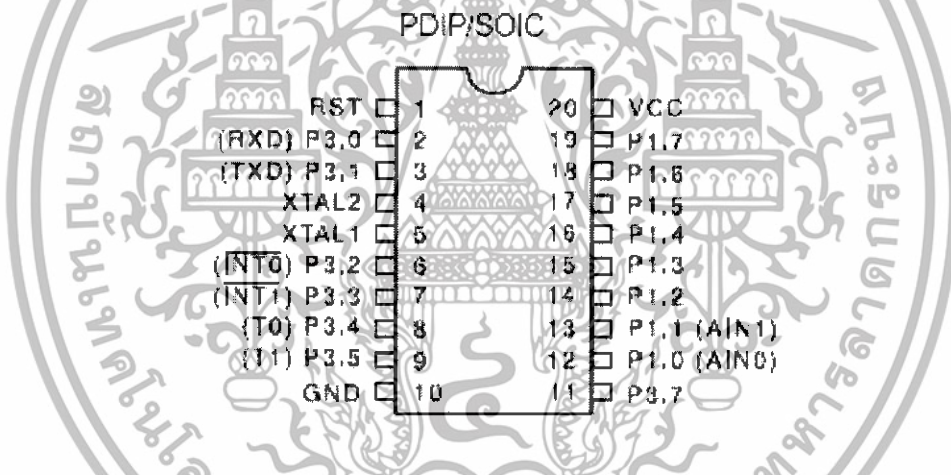 PDIP/SOIC
RST 1 20 VCC
(RXD) P3.0 2 19 P1.7
(TXD) P3.1 3 18 P1.6
XTAL2 4 17 P1.5
XTAL1 5 16 P1.4
(INT0) P3.2 6 15 P1.3
(INT1) P3.3 7 14 P1.2
(T0) P3.4 8 13 P1.1 (AIN1)
(T1) P3.5 9 12 P1.0 (AIN0)
GND 10 11 P3.7